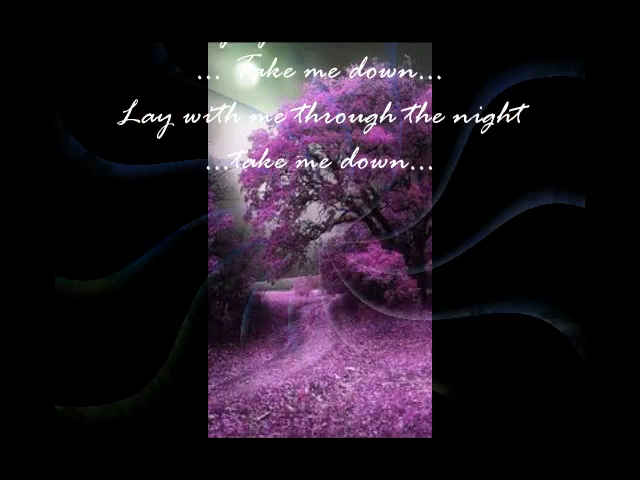 ... Take me down...
Lay with me through the night
...take me down...